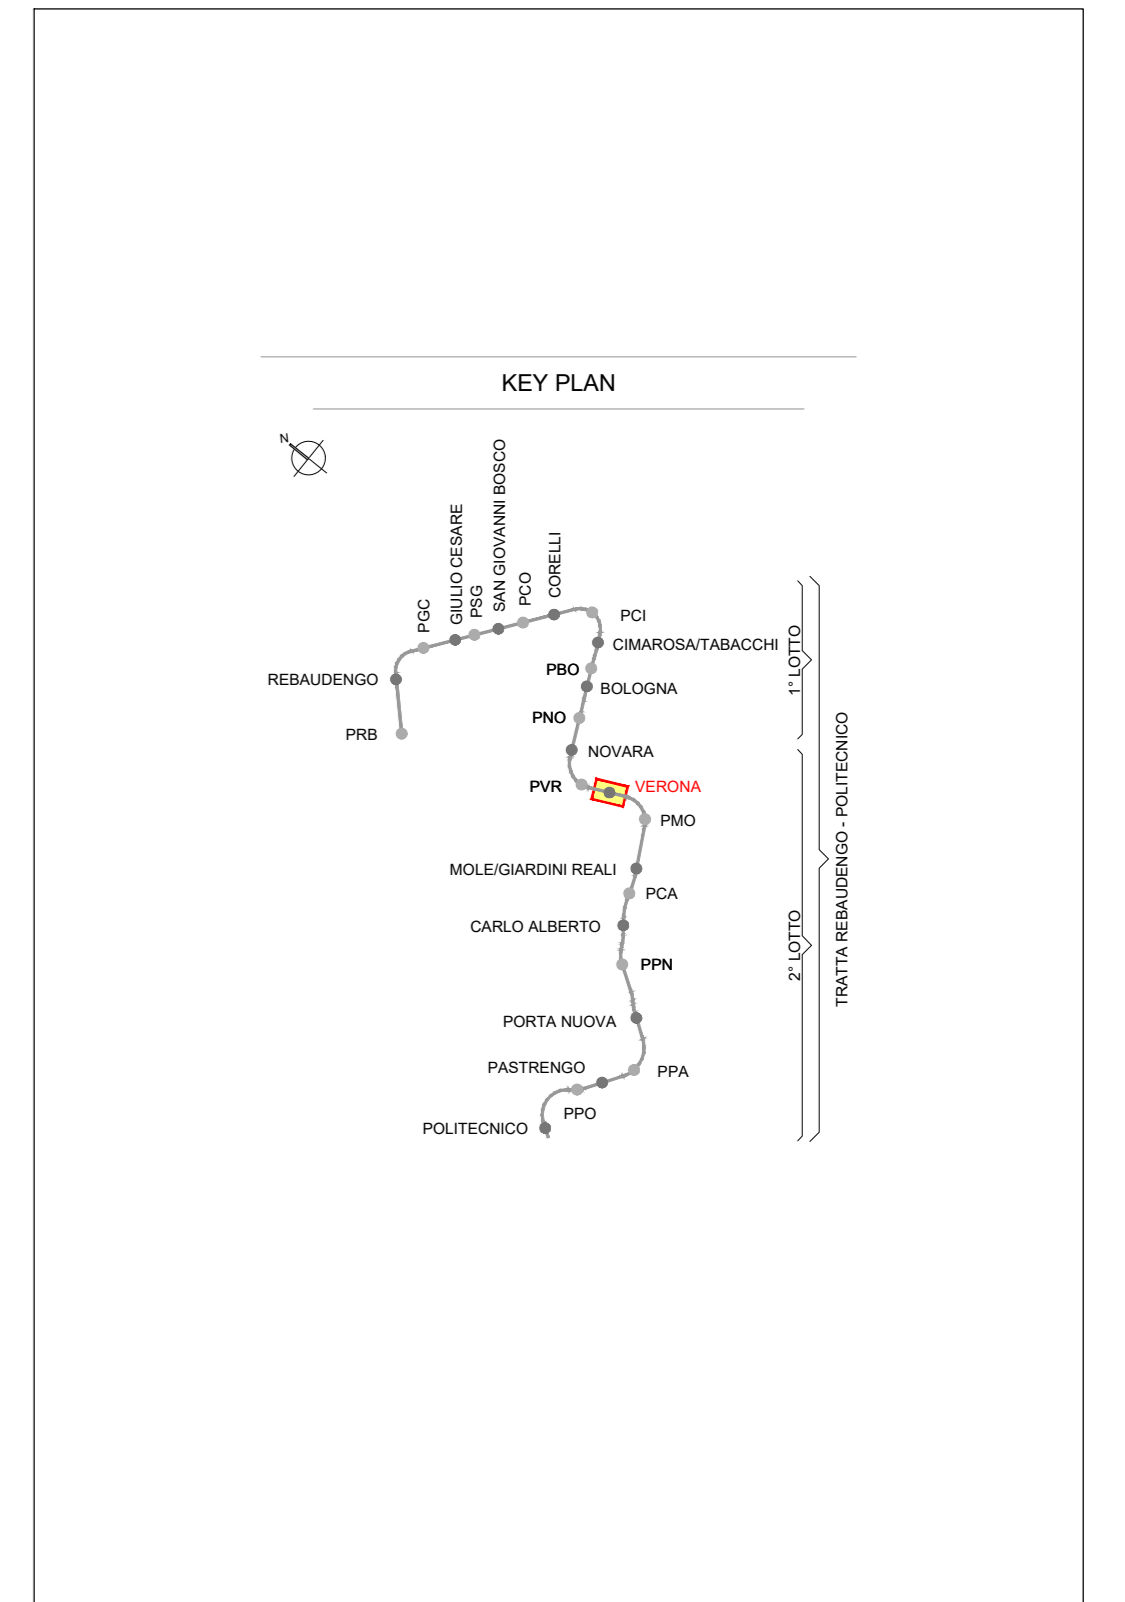 KEY PLAN
N
PGC
GIULIO CESARE
PSG
SAN GIOVANNI BOSCO
PCO
CORELLI
PCI
CIMAROSA/TABACCHI
PBO
REBAUDENGO
BOLOGNA
PNO
PRB
NOVARA
PVR
VERONA
PMO
MOLE/GIARDINI REALI
PCA
CARLO ALBERTO
PPN
PORTA NUOVA
PASTRENGO
PPA
PPO
POLITECNICO
1° LOTTO
2° LOTTO
TRATTA REBAUDENGO - POLITECNICO